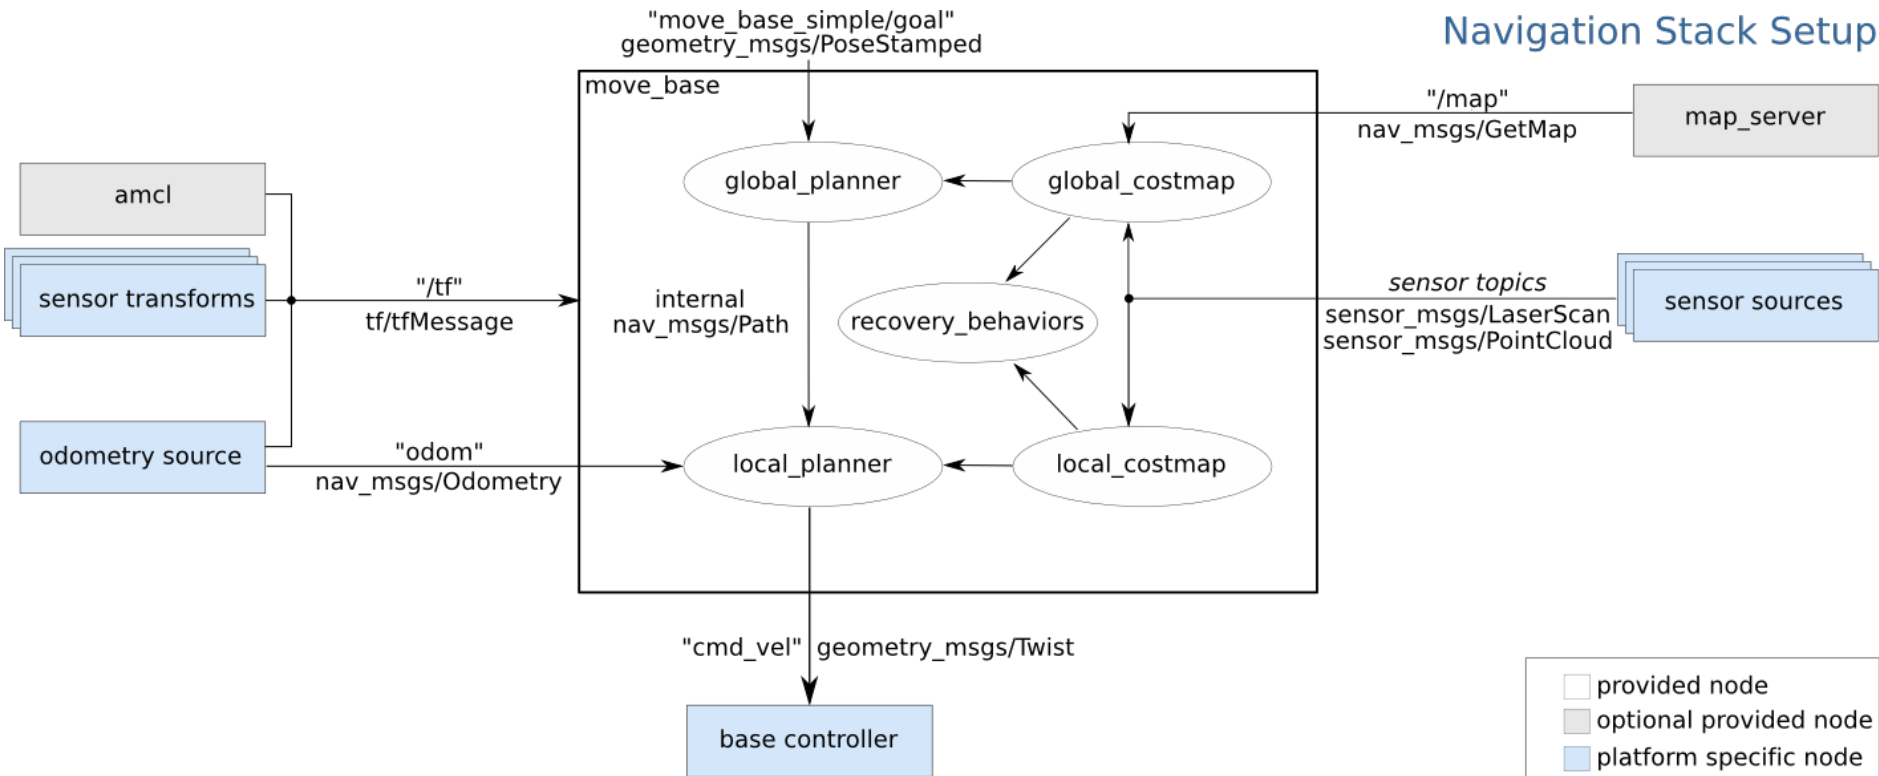 Navigation Stack Setup
"move_base_simple/goal"
geometry_msgs/PoseStamped
move_base
"/map"
nav_msgs/GetMap
map_server
amcl
global_planner
global_costmap
sensor transforms
"/tf"
tf/tfMessage
internal
nav_msgs/Path
recovery_behaviors
sensor topics
sensor_msgs/LaserScan
sensor_msgs/PointCloud
sensor sources
odometry source
"odom"
nav_msgs/Odometry
local_planner
local_costmap
"cmd_vel" geometry_msgs/Twist
base controller
provided node
optional provided node
platform specific node